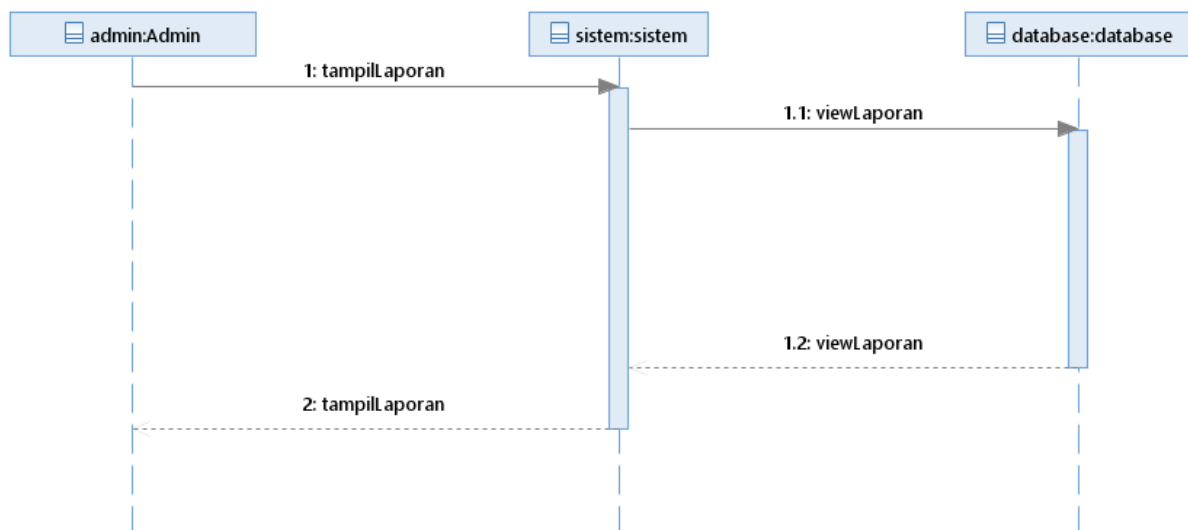 admin:Admin
sistem:sistem
database:database
1: tampilLaporan
1.1: viewLaporan
1.2: viewLaporan
2: tampilLaporan